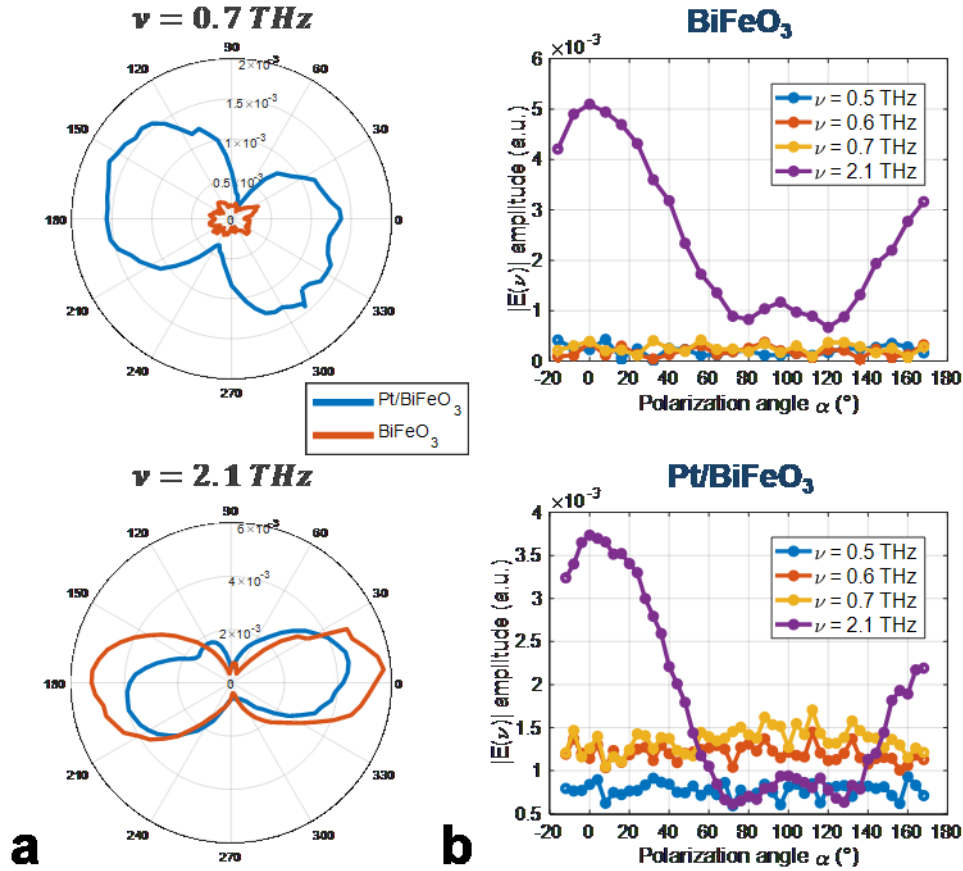 ν = 0.7 THz
90
120
60
2×10⁻³
1.5×10⁻³
150
30
1×10⁻³
0.5×10⁻³
180
0
0
210
330
240
300
270
Pt/BiFeO₃
BiFeO₃
ν = 2.1 THz
90
120
60
6×10⁻³
4×10⁻³
150
30
2×10⁻³
180
0
0
210
330
240
300
270
a
BiFeO₃
×10⁻³
6
5
4
3
2
1
0
|E(ν)| amplitude (a.u.)
ν = 0.5 THz
ν = 0.6 THz
ν = 0.7 THz
ν = 2.1 THz
-20 0 20 40 60 80 100 120 140 160 180
Polarization angle α (°)
Pt/BiFeO₃
×10⁻³
4
3.5
3
2.5
2
1.5
1
0.5
|E(ν)| amplitude (a.u.)
ν = 0.5 THz
ν = 0.6 THz
ν = 0.7 THz
ν = 2.1 THz
-20 0 20 40 60 80 100 120 140 160 180
Polarization angle α (°)
b